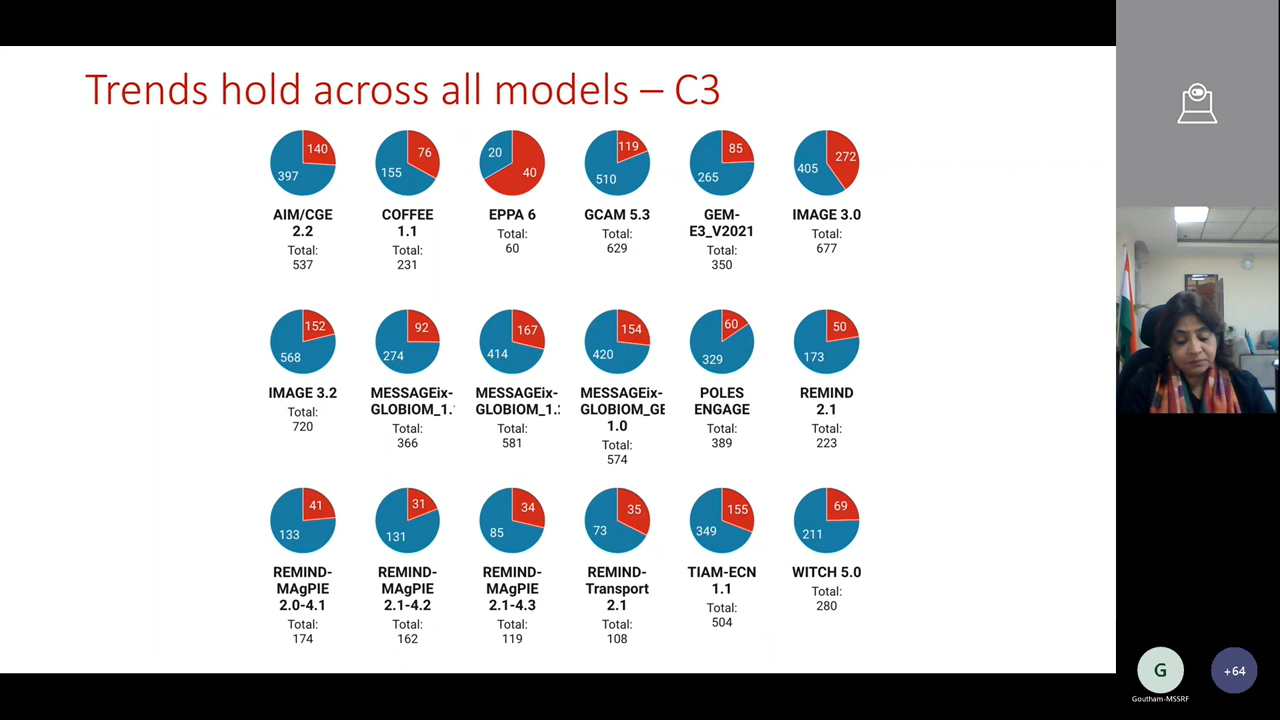 Trends hold across all models – C3
140
397
AIM/CGE
2.2
Total:
537
76
155
COFFEE
1.1
Total:
231
20
40
EPPA 6
Total:
60
119
510
GCAM 5.3
Total:
629
85
265
GEM-
E3_V2021
Total:
350
272
405
IMAGE 3.0
Total:
677
152
568
IMAGE 3.2
Total:
720
92
274
MESSAGEix-
GLOBIOM_1.
Total:
366
167
414
MESSAGEix-
GLOBIOM_1.
Total:
581
154
420
MESSAGEix-
GLOBIOM_GE
1.0
Total:
574
60
329
POLES
ENGAGE
Total:
389
50
173
REMIND
2.1
Total:
223
41
133
REMIND-
MAgPIE
2.0-4.1
Total:
174
31
131
REMIND-
MAgPIE
2.1-4.2
Total:
162
34
85
REMIND-
MAgPIE
2.1-4.3
Total:
119
35
73
REMIND-
Transport
2.1
Total:
108
155
349
TIAM-ECN
1.1
Total:
504
69
211
WITCH 5.0
Total:
280
G
Goutham-MSSRF
+64